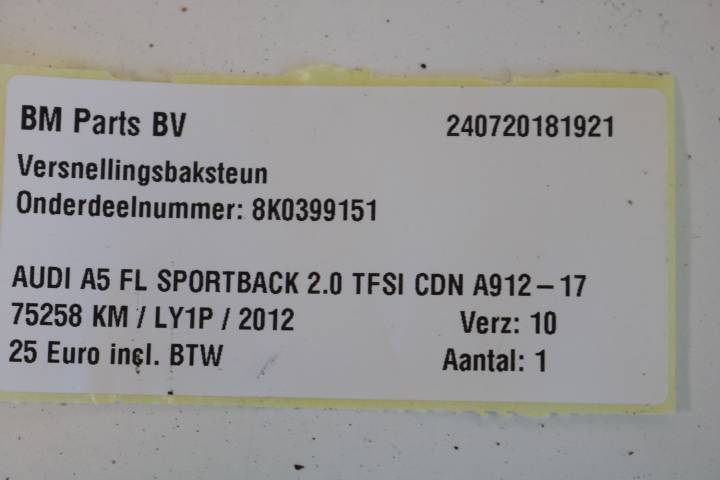 BM Parts BV 240720181921
Versnellingsbaksteun
Onderdeelnummer: 8K0399151
AUDI A5 FL SPORTBACK 2.0 TFSI CDN A912-17
75258 KM / LY1P / 2012 Verz: 10
25 Euro incl. BTW Aantal: 1